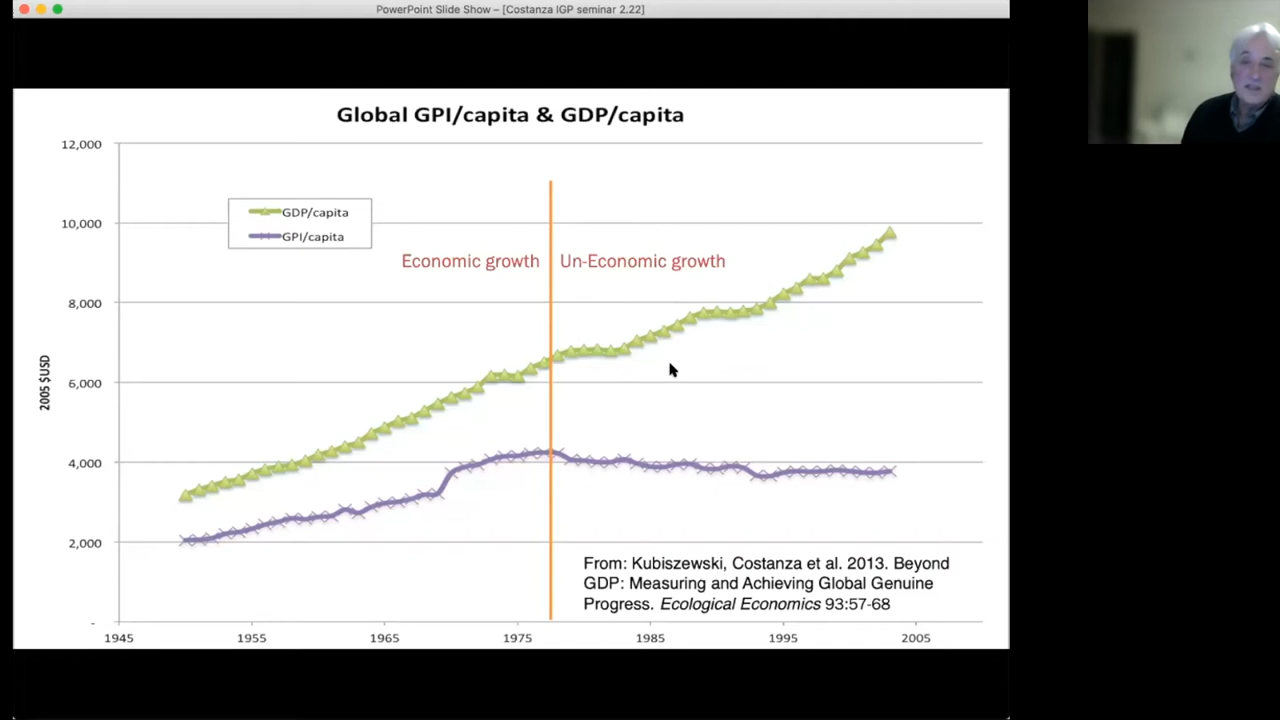 PowerPoint Slide Show – [Costanza IGP seminar 2.22]
Global GPI/capita & GDP/capita
12,000
10,000
8,000
6,000
4,000
2,000
-
2005 $USD
GDP/capita
GPI/capita
Economic growth
Un-Economic growth
From: Kubiszewski, Costanza et al. 2013. Beyond
GDP: Measuring and Achieving Global Genuine
Progress. Ecological Economics 93:57-68
1945 1955 1965 1975 1985 1995 2005